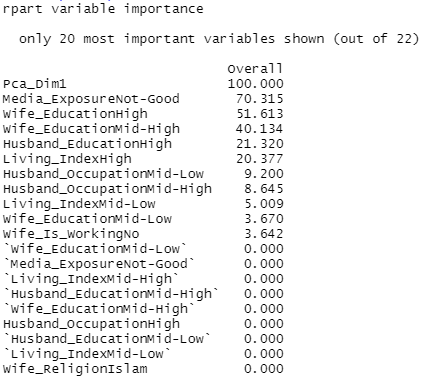 rpart variable importance
only 20 most important variables shown (out of 22)
Overall
Pca_Dim1 100.000
Media_ExposureNot-Good 70.315
Wife_EducationHigh 51.613
Wife_EducationMid-High 40.134
Husband_EducationHigh 21.320
Living_IndexHigh 20.377
Husband_OccupationMid-Low 9.200
Husband_OccupationMid-High 8.645
Living_IndexMid-Low 5.009
Wife_EducationMid-Low 3.670
Wife_Is_WorkingNo 3.642
`Wife_EducationMid-Low` 0.000
`Media_ExposureNot-Good` 0.000
`Living_IndexMid-High` 0.000
`Husband_EducationMid-High` 0.000
`Wife_EducationMid-High` 0.000
Husband_OccupationHigh 0.000
`Husband_EducationMid-Low` 0.000
`Living_IndexMid-Low` 0.000
Wife_ReligionIslam 0.000